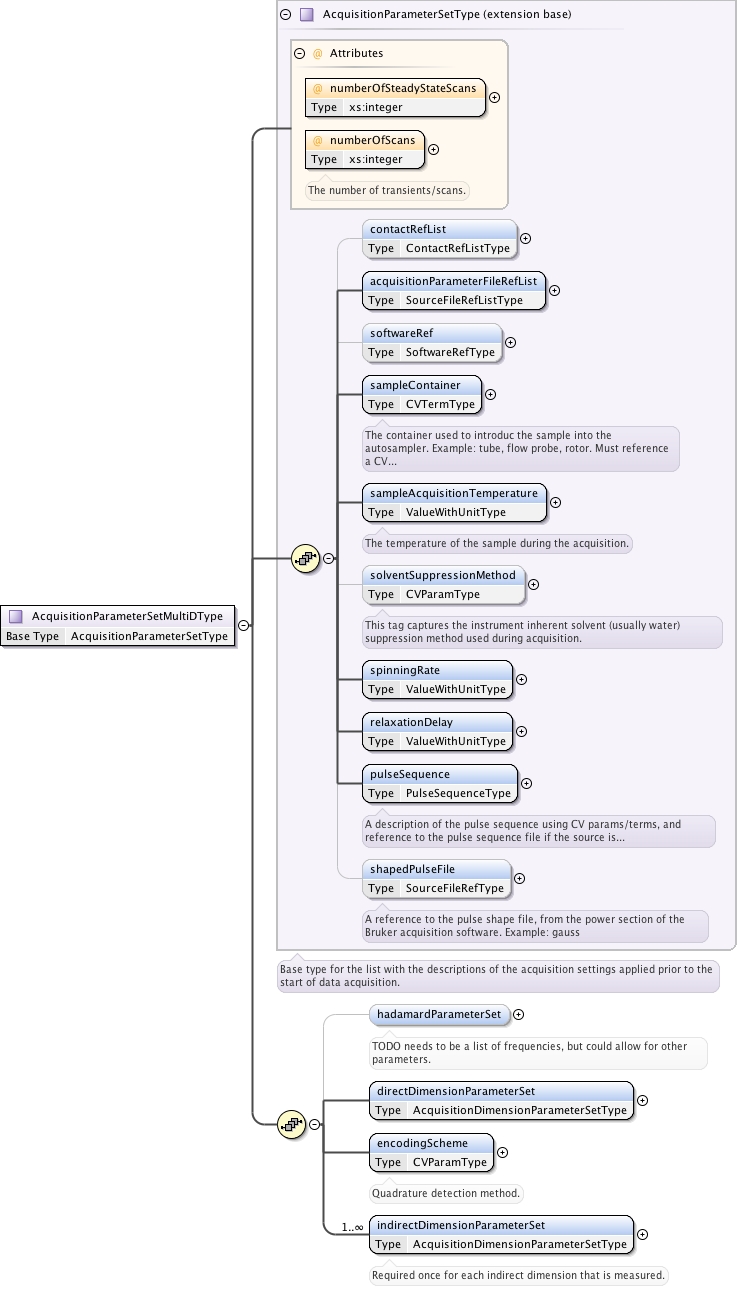 AcquisitionParameterSetType (extension base)
@ Attributes
@ numberOfSteadyStateScans
Type xs:integer
@ numberOfScans
Type xs:integer
The number of transients/scans.
contactRefList
Type ContactRefListType
acquisitionParameterFileRefList
Type SourceFileRefListType
softwareRef
Type SoftwareRefType
sampleContainer
Type CVTermType
The container used to introduc the sample into the
autosampler. Example: tube, flow probe, rotor. Must reference
a CV...
sampleAcquisitionTemperature
Type ValueWithUnitType
The temperature of the sample during the acquisition.
solventSuppressionMethod
Type CVParamType
This tag captures the instrument inherent solvent (usually water)
suppression method used during acquisition.
AcquisitionParameterSetMultiDType
Base Type AcquisitionParameterSetType
spinningRate
Type ValueWithUnitType
relaxationDelay
Type ValueWithUnitType
pulseSequence
Type PulseSequenceType
A description of the pulse sequence using CV params/terms, and
reference to the pulse sequence file if the source is...
shapedPulseFile
Type SourceFileRefType
A reference to the pulse shape file, from the power section of the
Bruker acquisition software. Example: gauss
Base type for the list with the descriptions of the acquisition settings applied prior to the
start of data acquisition.
hadamardParameterSet
TODO needs to be a list of frequencies, but could allow for other
parameters.
directDimensionParameterSet
Type AcquisitionDimensionParameterSetType
encodingScheme
Type CVParamType
Quadrature detection method.
1..∞
indirectDimensionParameterSet
Type AcquisitionDimensionParameterSetType
Required once for each indirect dimension that is measured.